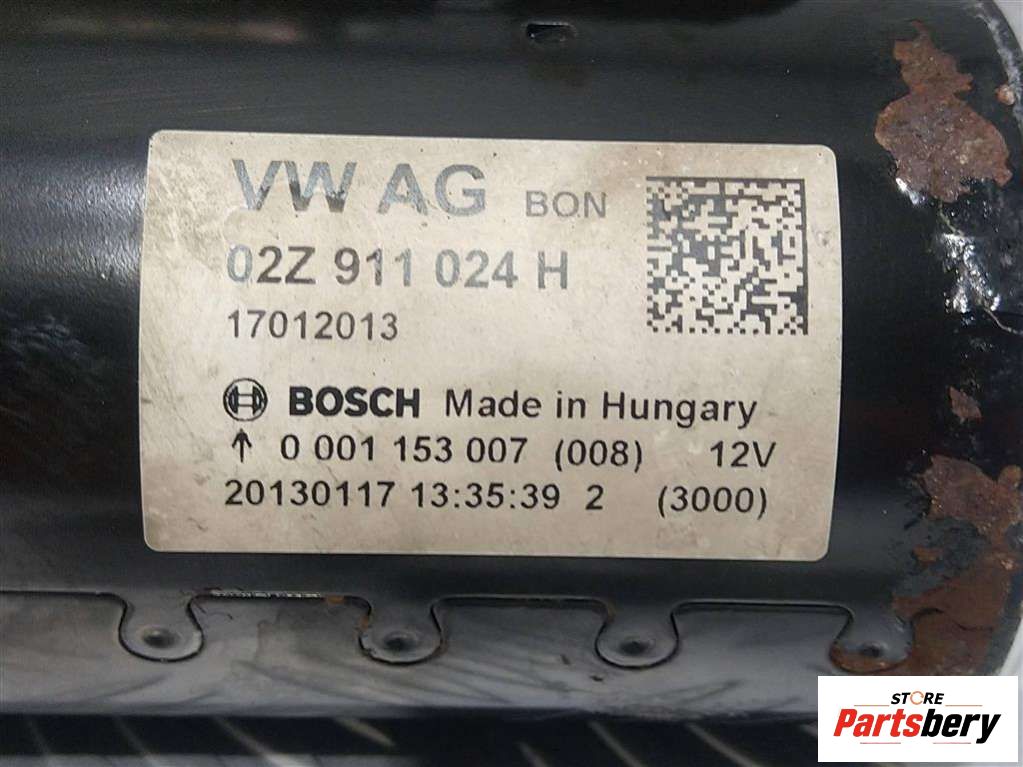 VW AG BON
02Z 911 024 H
17012013
BOSCH Made in Hungary
↑ 0 001 153 007 (008) 12V
20130117 13:35:39 2 (3000)
STORE
Partsbery